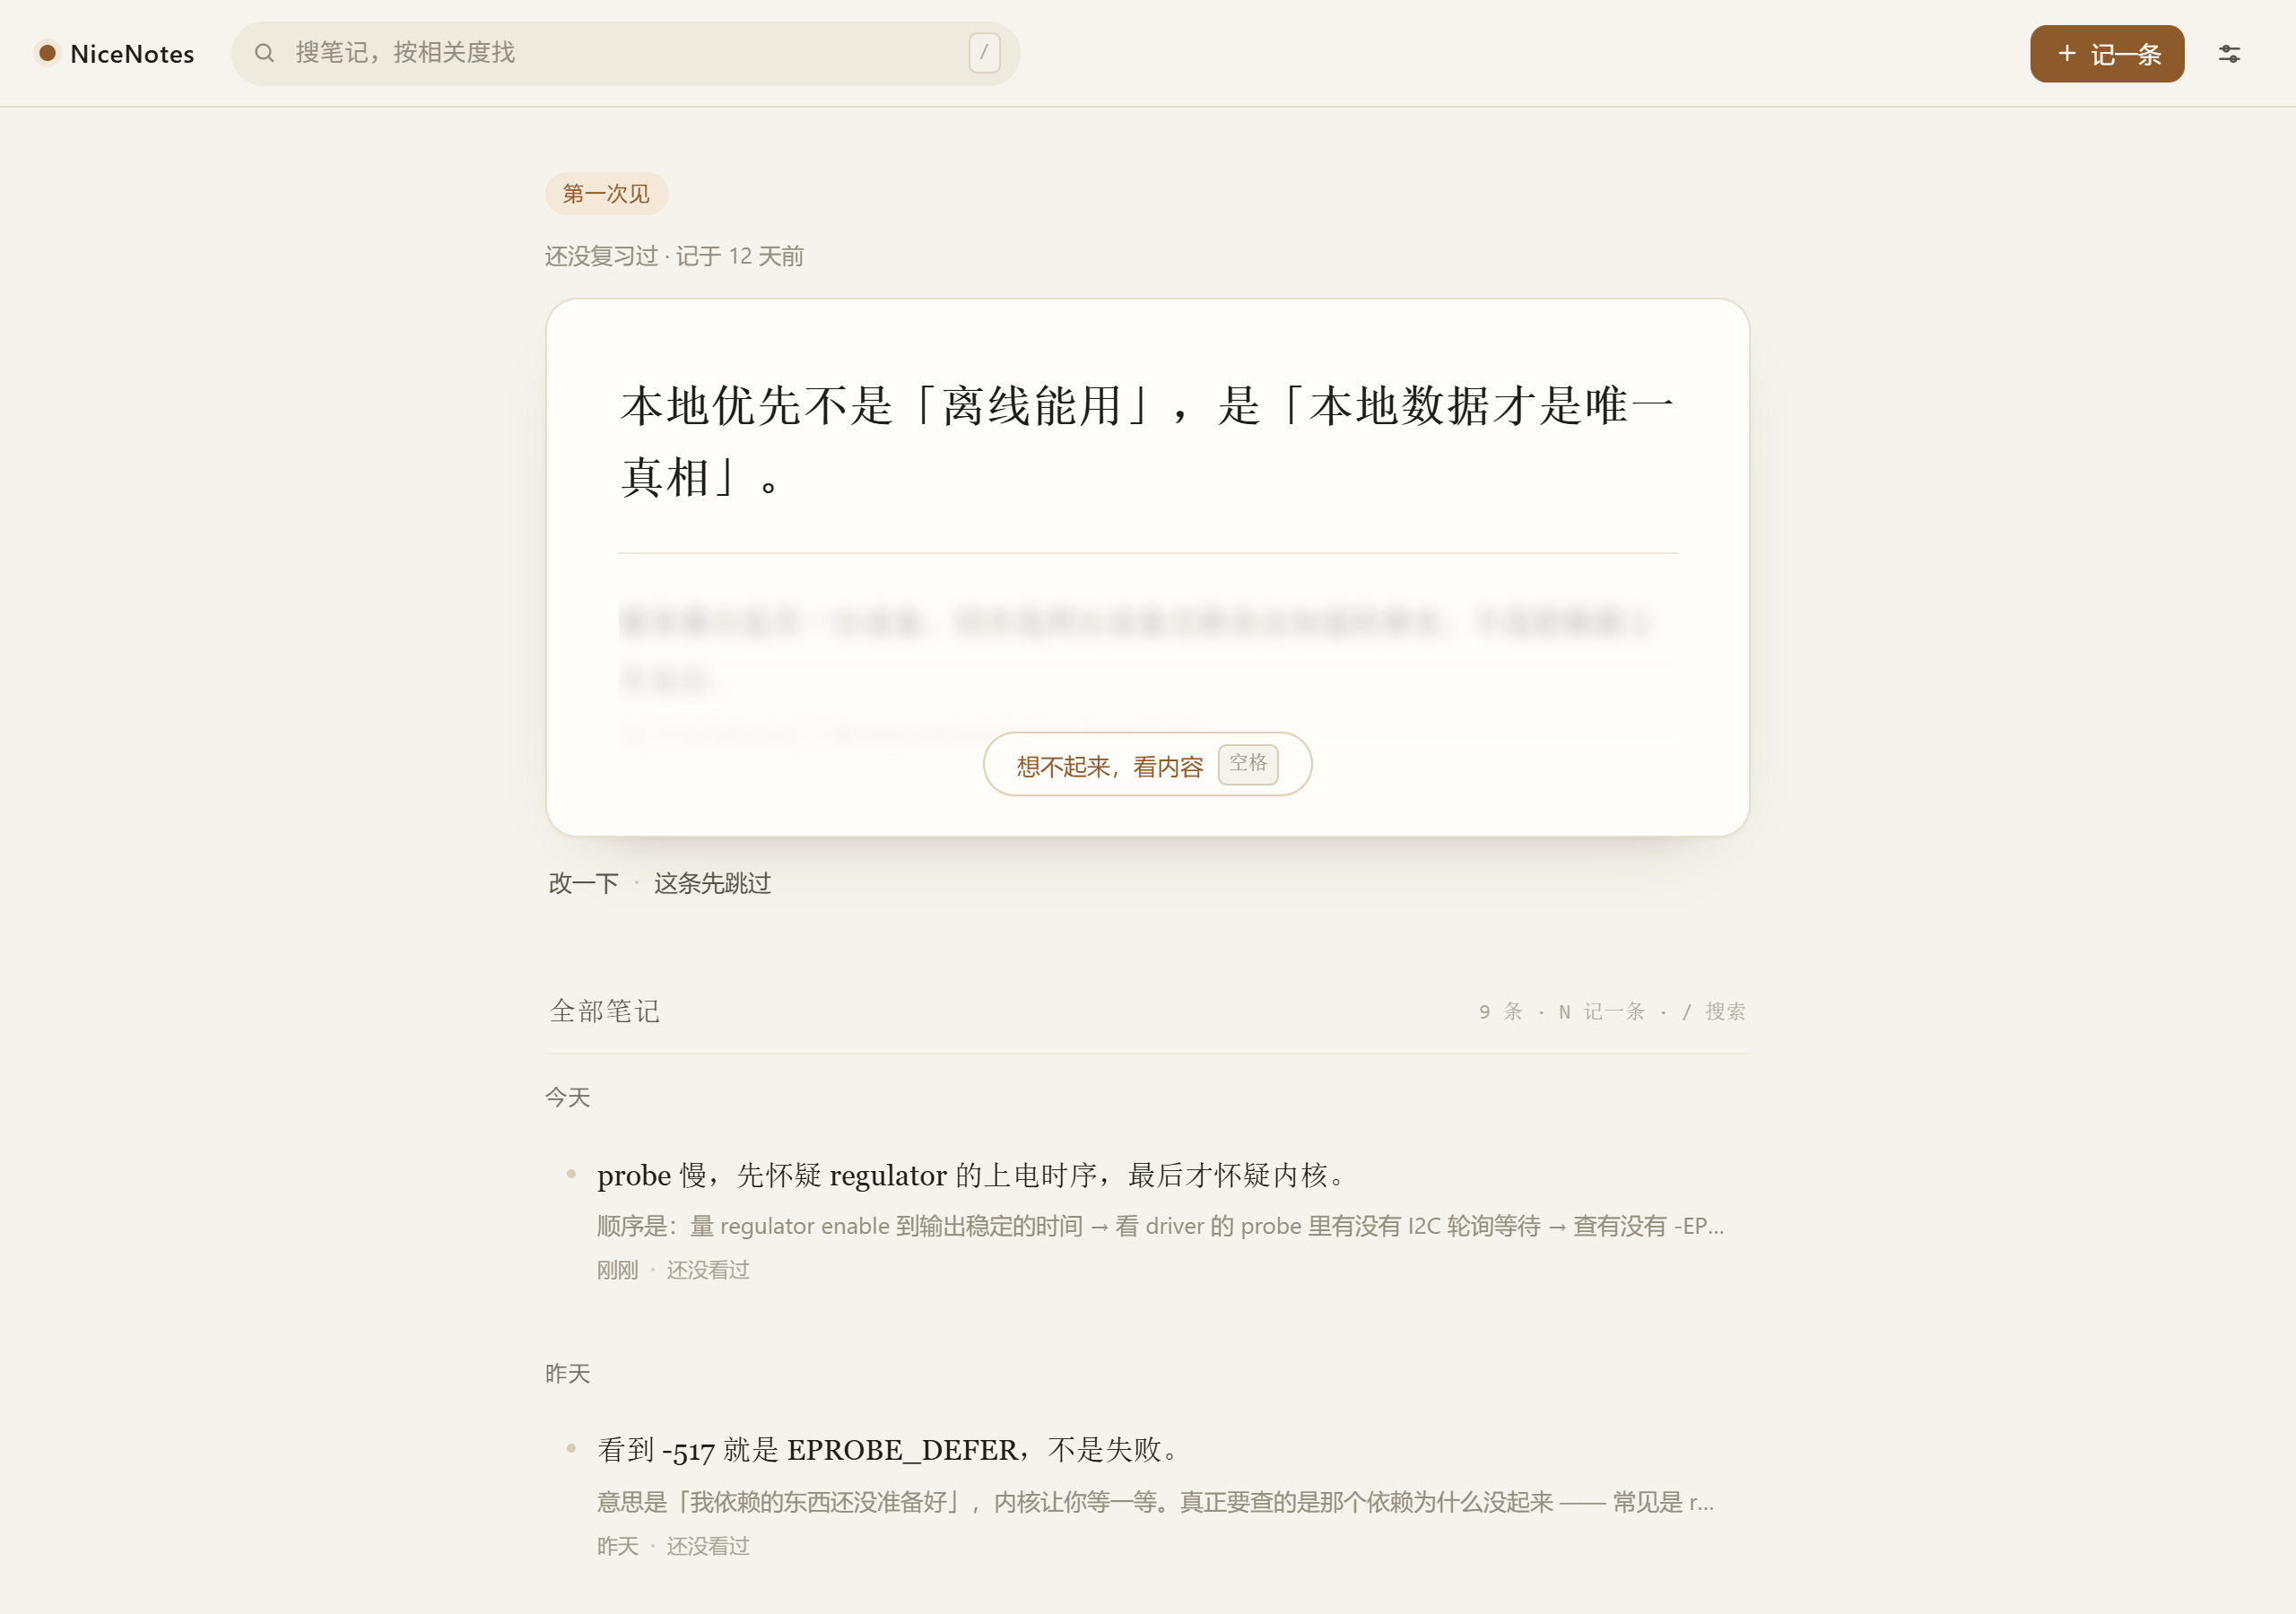 NiceNotes
搜笔记，按相关度找
/
+ 记一条
第一次见
还没复习过 · 记于 12 天前
本地优先不是「离线能用」，是「本地数据才是唯一
真相」。
想不起来，看内容 空格
改一下 · 这条先跳过
全部笔记
9 条 · N 记一条 · / 搜索
今天
probe 慢，先怀疑 regulator 的上电时序，最后才怀疑内核。
顺序是：量 regulator enable 到输出稳定的时间 → 看 driver 的 probe 里有没有 I2C 轮询等待 → 查有没有 -EP...
刚刚 · 还没看过
昨天
看到 -517 就是 EPROBE_DEFER，不是失败。
意思是「我依赖的东西还没准备好」，内核让你等一等。真正要查的是那个依赖为什么没起来 —— 常见是 r...
昨天 · 还没看过